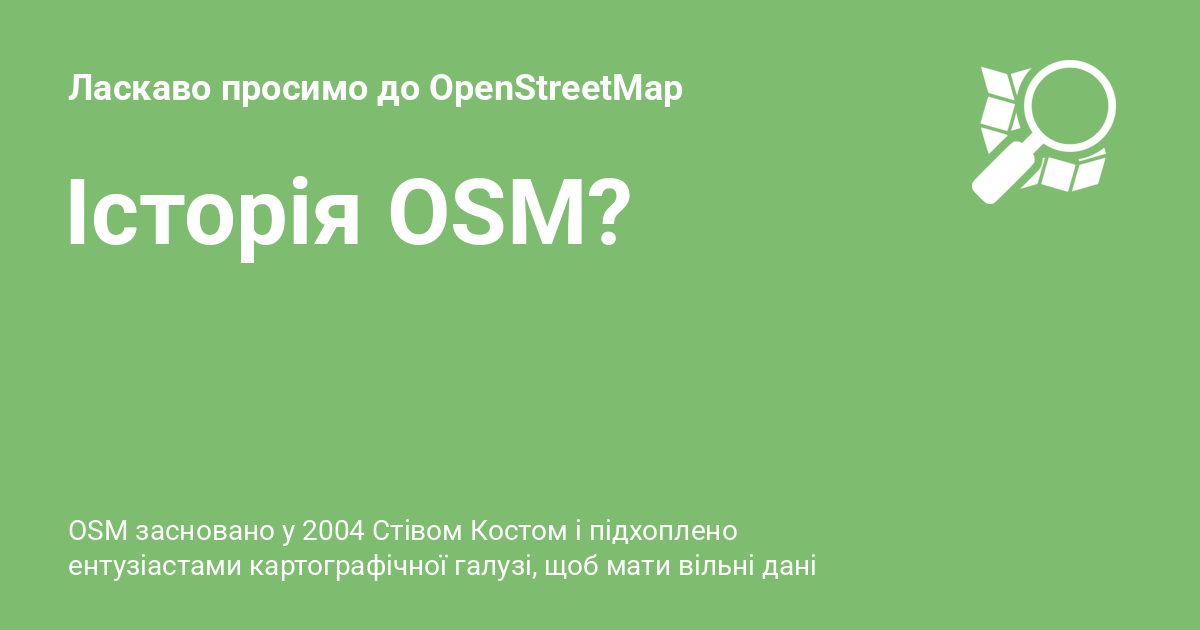 Ласкаво просимо до OpenStreetMap
Історія OSM?
OSM засновано у 2004 Стівом Костом і підхоплено
ентузіастами картографічної галузі, щоб мати вільні дані